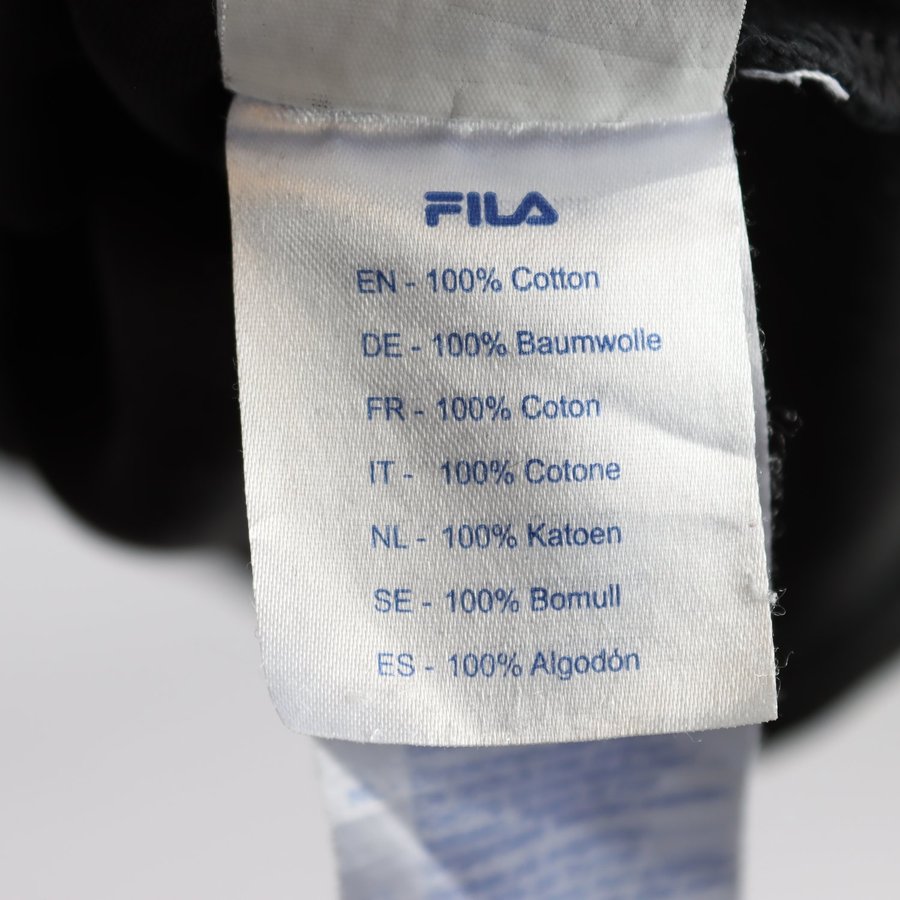 FILA
EN - 100% Cotton
DE - 100% Baumwolle
FR - 100% Coton
IT - 100% Cotone
NL - 100% Katoen
SE - 100% Bomull
ES - 100% Algodón